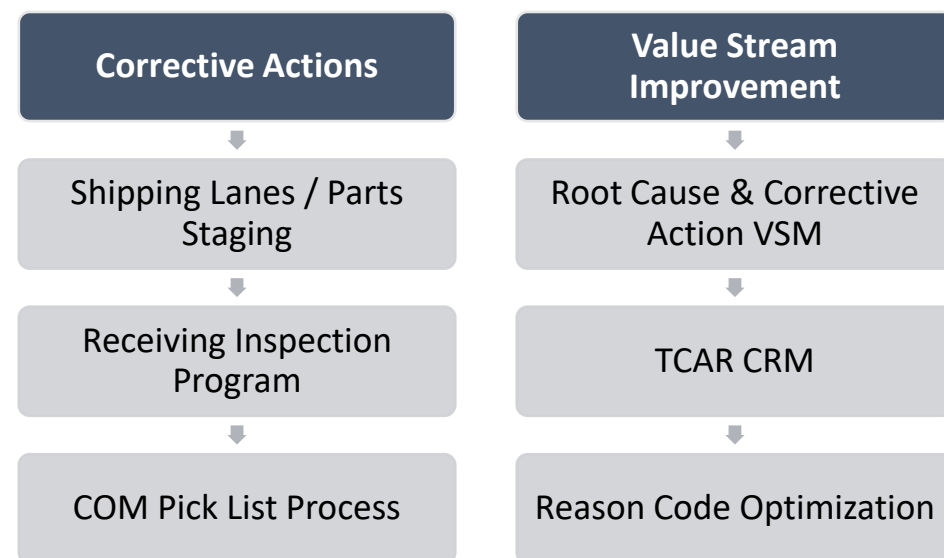 Corrective Actions
Shipping Lanes / Parts
Staging
Receiving Inspection
Program
COM Pick List Process
Value Stream
Improvement
Root Cause & Corrective
Action VSM
TCAR CRM
Reason Code Optimization